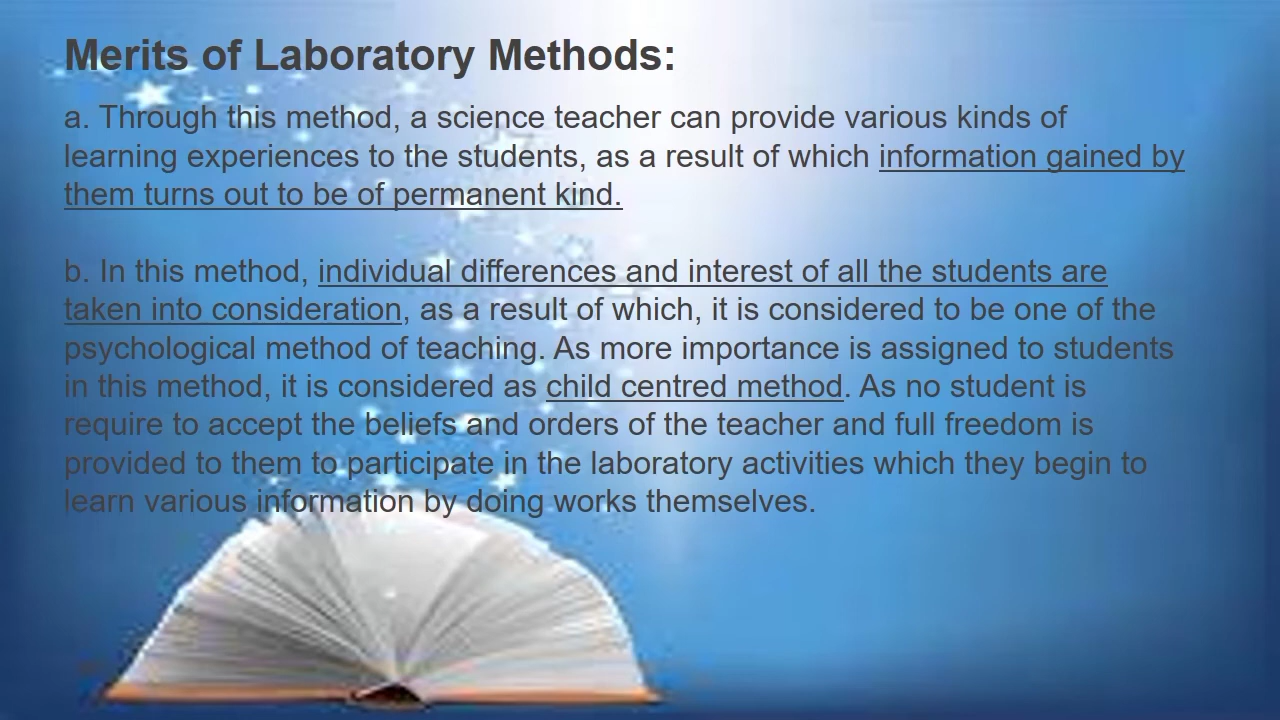 Merits of Laboratory Methods:
a. Through this method, a science teacher can provide various kinds of
learning experiences to the students, as a result of which information gained by
them turns out to be of permanent kind.
b. In this method, individual differences and interest of all the students are
taken into consideration, as a result of which, it is considered to be one of the
psychological method of teaching. As more importance is assigned to students
in this method, it is considered as child centred method. As no student is
require to accept the beliefs and orders of the teacher and full freedom is
provided to them to participate in the laboratory activities which they begin to
learn various information by doing works themselves.